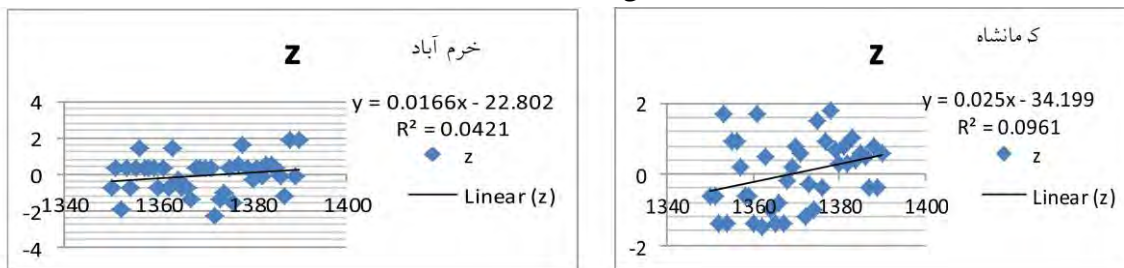 خرم آباد
z
y = 0.0166x - 22.802
R² = 0.0421
z
Linear (z)
4
2
0
-2
-4
1340
1360
1380
1400
کرمانشاه
z
y = 0.025x - 34.199
R² = 0.0961
z
Linear (z)
2
0
-2
1340
1360
1380
1400